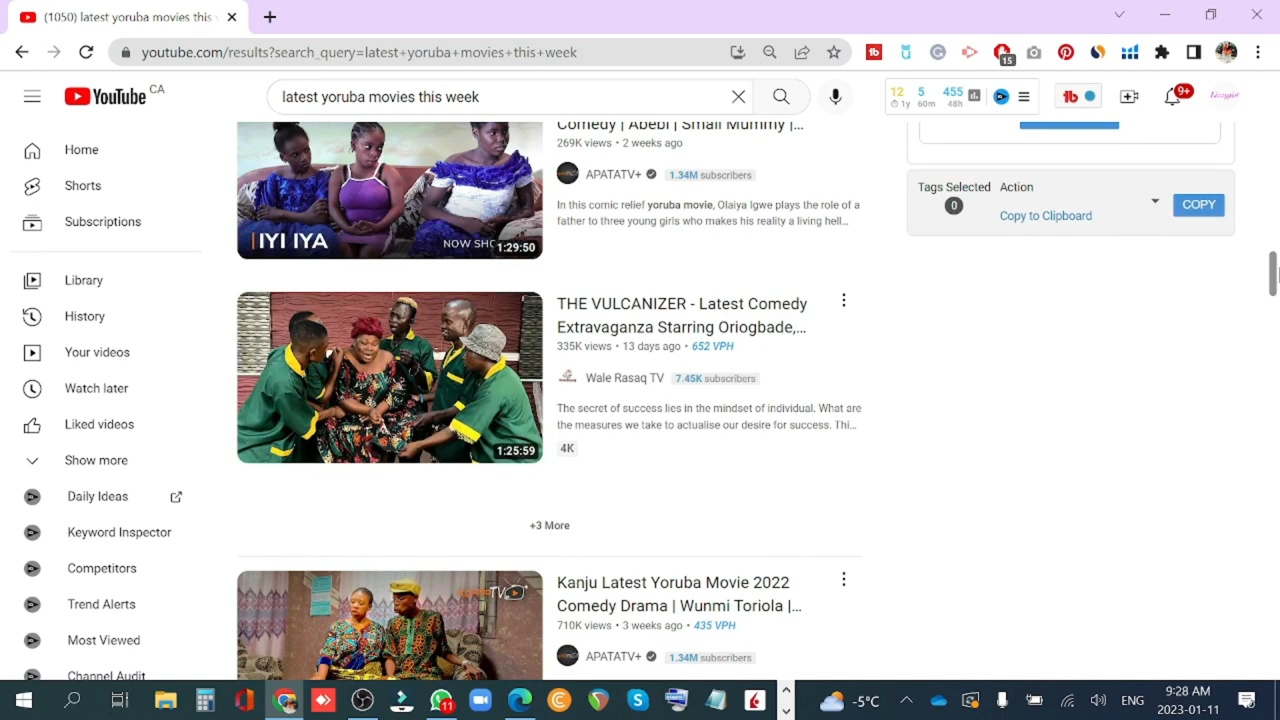 (1050) latest yoruba movies this
youtube.com/results?search_query=latest+yoruba+movies+this+week
15
YouTube CA
latest yoruba movies this week
12 5 455
1y 60m 48h
9+
Home
Shorts
Subscriptions
Library
History
Your videos
Watch later
Liked videos
Show more
Daily Ideas
Keyword Inspector
Competitors
Trend Alerts
Most Viewed
Channel Audit
IYI IYA
1:29:50
Comedy | Abebi | Small Mummy |...
269K views • 2 weeks ago
APATATV+ 1.34M subscribers
In this comic relief yoruba movie, Olaiya Igwe plays the role of a
father to three young girls who makes his reality a living hell...
1:25:59
THE VULCANIZER - Latest Comedy
Extravaganza Starring Oriogbade,...
335K views • 13 days ago • 652 VPH
Wale Rasaq TV 7.45K subscribers
The secret of success lies in the mindset of individual. What are
the measures we take to actualise our desire for success. Thi...
4K
+3 More
TV+
Kanju Latest Yoruba Movie 2022
Comedy Drama | Wunmi Toriola |...
710K views • 3 weeks ago • 435 VPH
APATATV+ 1.34M subscribers
Tags Selected Action
0
Copy to Clipboard
COPY
11
-5°C
ENG
9:28 AM
2023-01-11